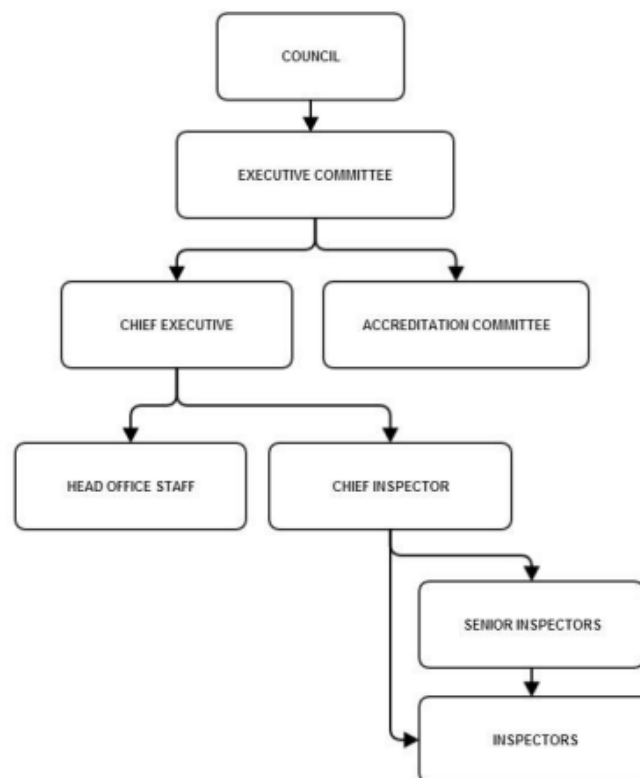 COUNCIL
EXECUTIVE COMMITTEE
CHIEF EXECUTIVE
ACCREDITATION COMMITTEE
HEAD OFFICE STAFF
CHIEF INSPECTOR
SENIOR INSPECTORS
INSPECTORS